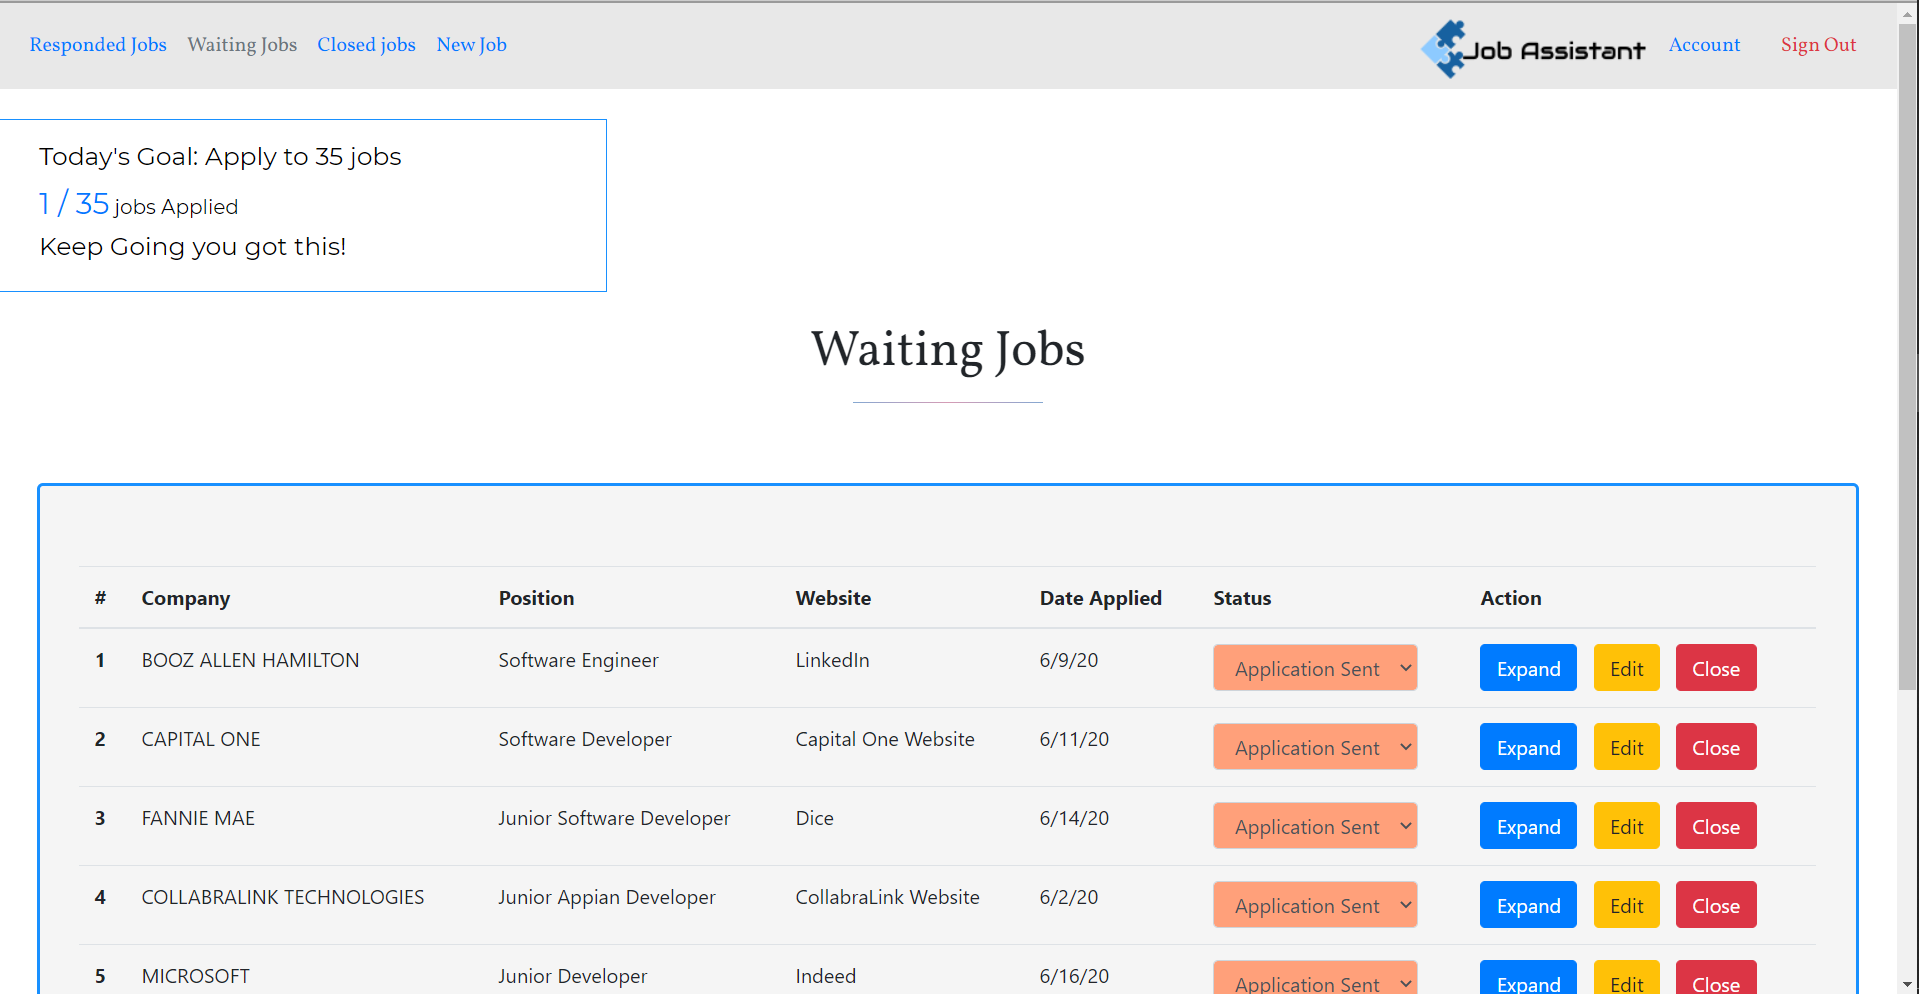 Responded Jobs Waiting Jobs Closed jobs New Job Job Assistant Account Sign Out
Today's Goal: Apply to 35 jobs
1 / 35 jobs Applied
Keep Going you got this!
Waiting Jobs
# Company Position Website Date Applied Status Action
1 BOOZ ALLEN HAMILTON Software Engineer LinkedIn 6/9/20 Application Sent Expand Edit Close
2 CAPITAL ONE Software Developer Capital One Website 6/11/20 Application Sent Expand Edit Close
3 FANNIE MAE Junior Software Developer Dice 6/14/20 Application Sent Expand Edit Close
4 COLLABRALINK TECHNOLOGIES Junior Appian Developer CollabraLink Website 6/2/20 Application Sent Expand Edit Close
5 MICROSOFT Junior Developer Indeed 6/16/20 Application Sent Expand Edit Close